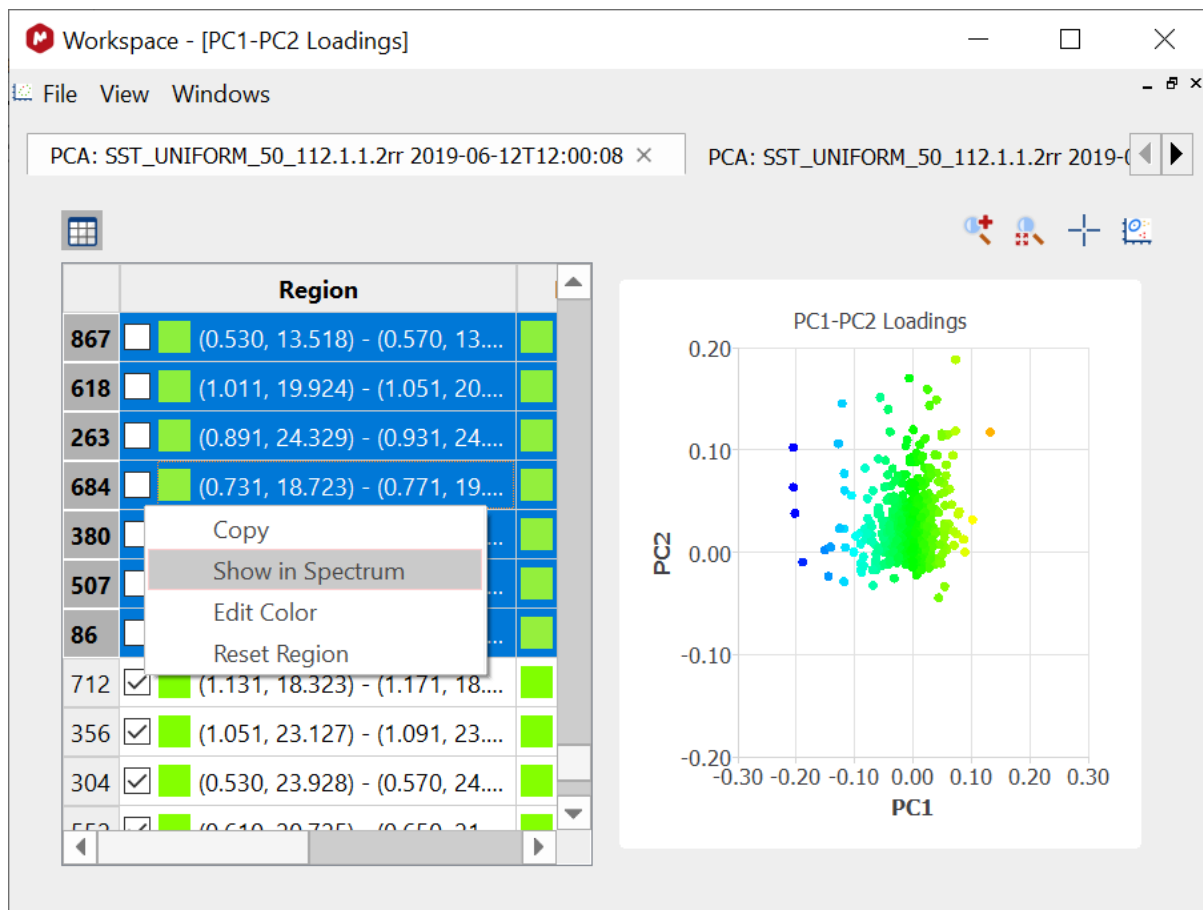 Workspace - [PC1-PC2 Loadings]
File View Windows
PCA: SST_UNIFORM_50_112.1.1.2rr 2019-06-12T12:00:08
PCA: SST_UNIFORM_50_112.1.1.2rr 2019-
Region
867 (0.530, 13.518) - (0.570, 13....
618 (1.011, 19.924) - (1.051, 20....
263 (0.891, 24.329) - (0.931, 24....
684 (0.731, 18.723) - (0.771, 19....
380
507
86
Copy
Show in Spectrum
Edit Color
Reset Region
712 (1.131, 18.323) - (1.171, 18....
356 (1.051, 23.127) - (1.091, 23....
304 (0.530, 23.928) - (0.570, 24....
PC1-PC2 Loadings
0.20
0.10
0.00
-0.10
-0.20
PC2
-0.30 -0.20 -0.10 0.00 0.10 0.20 0.30
PC1